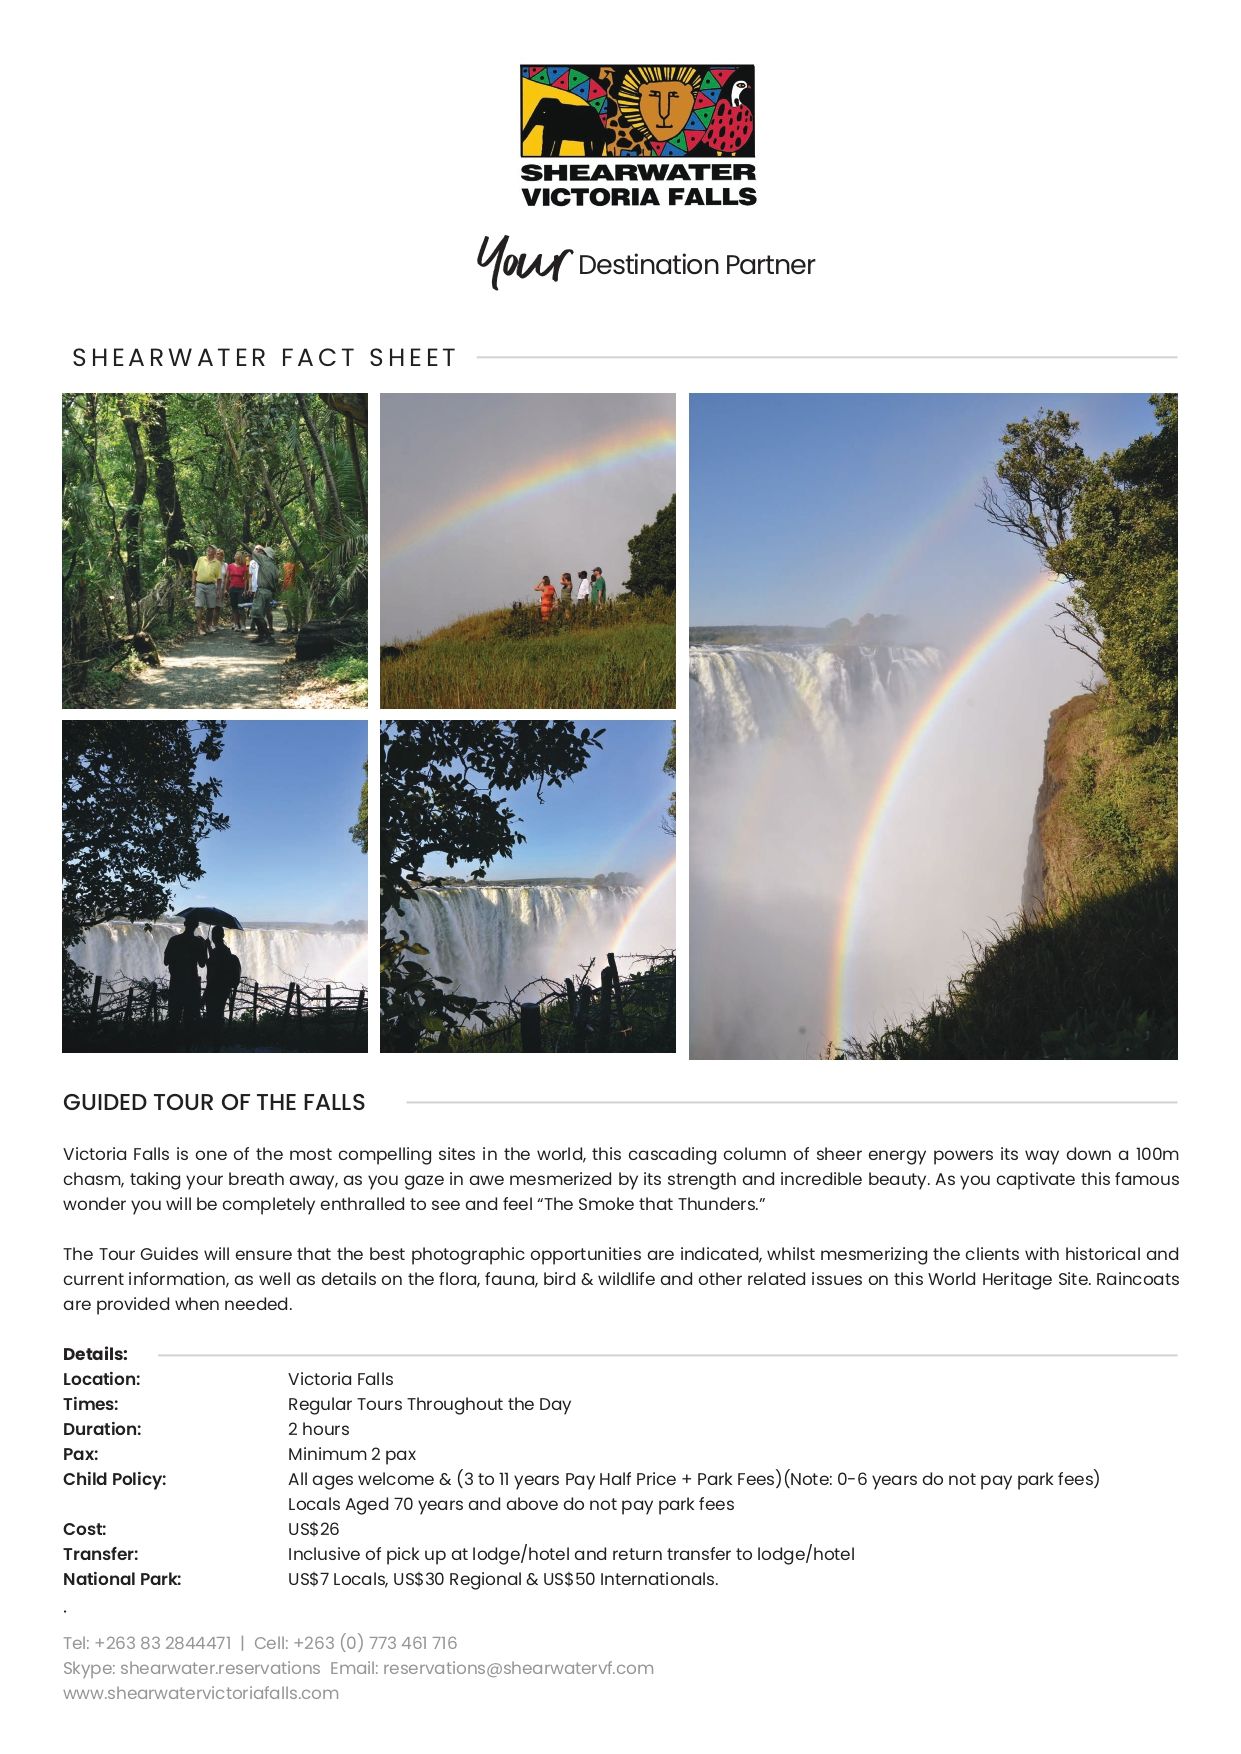 SHEARWATER
VICTORIA FALLS
Your Destination Partner
SHEARWATER FACT SHEET
GUIDED TOUR OF THE FALLS
Victoria Falls is one of the most compelling sites in the world, this cascading column of sheer energy powers its way down a 100m
chasm, taking your breath away, as you gaze in awe mesmerized by its strength and incredible beauty. As you captivate this famous
wonder you will be completely enthralled to see and feel “The Smoke that Thunders.”
The Tour Guides will ensure that the best photographic opportunities are indicated, whilst mesmerizing the clients with historical and
current information, as well as details on the flora, fauna, bird & wildlife and other related issues on this World Heritage Site. Raincoats
are provided when needed.
Details:
Location: Victoria Falls
Times: Regular Tours Throughout the Day
Duration: 2 hours
Pax: Minimum 2 pax
Child Policy: All ages welcome & (3 to 11 years Pay Half Price + Park Fees)(Note: 0-6 years do not pay park fees)
Locals Aged 70 years and above do not pay park fees
Cost: US$26
Transfer: Inclusive of pick up at lodge/hotel and return transfer to lodge/hotel
National Park: US$7 Locals, US$30 Regional & US$50 Internationals.
.
Tel: +263 83 2844471 | Cell: +263 (0) 773 461 716
Skype: shearwater.reservations Email: reservations@shearwatervf.com
www.shearwatervictoriafalls.com